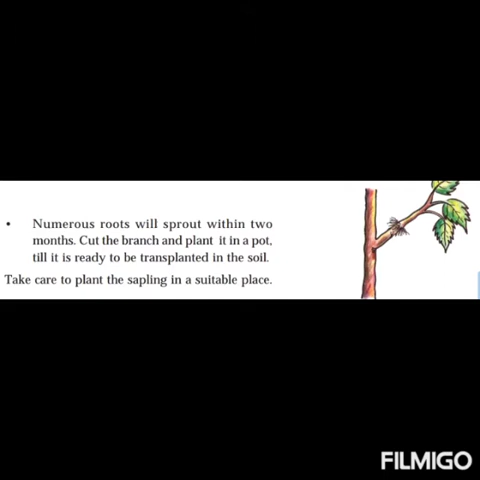 • Numerous roots will sprout within two
months. Cut the branch and plant it in a pot,
till it is ready to be transplanted in the soil.
Take care to plant the sapling in a suitable place.
FILMIGO